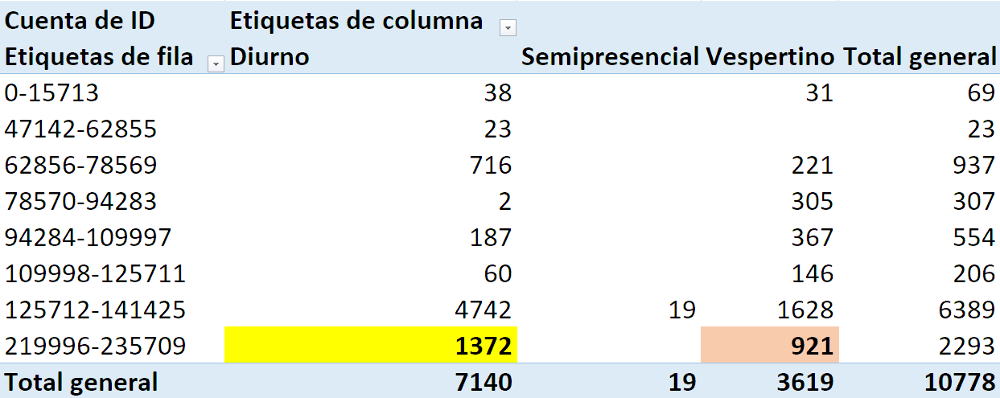 Cuenta de ID Etiquetas de columna
Etiquetas de fila Diurno Semipresencial Vespertino Total general
0-15713 38 31 69
47142-62855 23 23
62856-78569 716 221 937
78570-94283 2 305 307
94284-109997 187 367 554
109998-125711 60 146 206
125712-141425 4742 19 1628 6389
219996-235709 1372 921 2293
Total general 7140 19 3619 10778